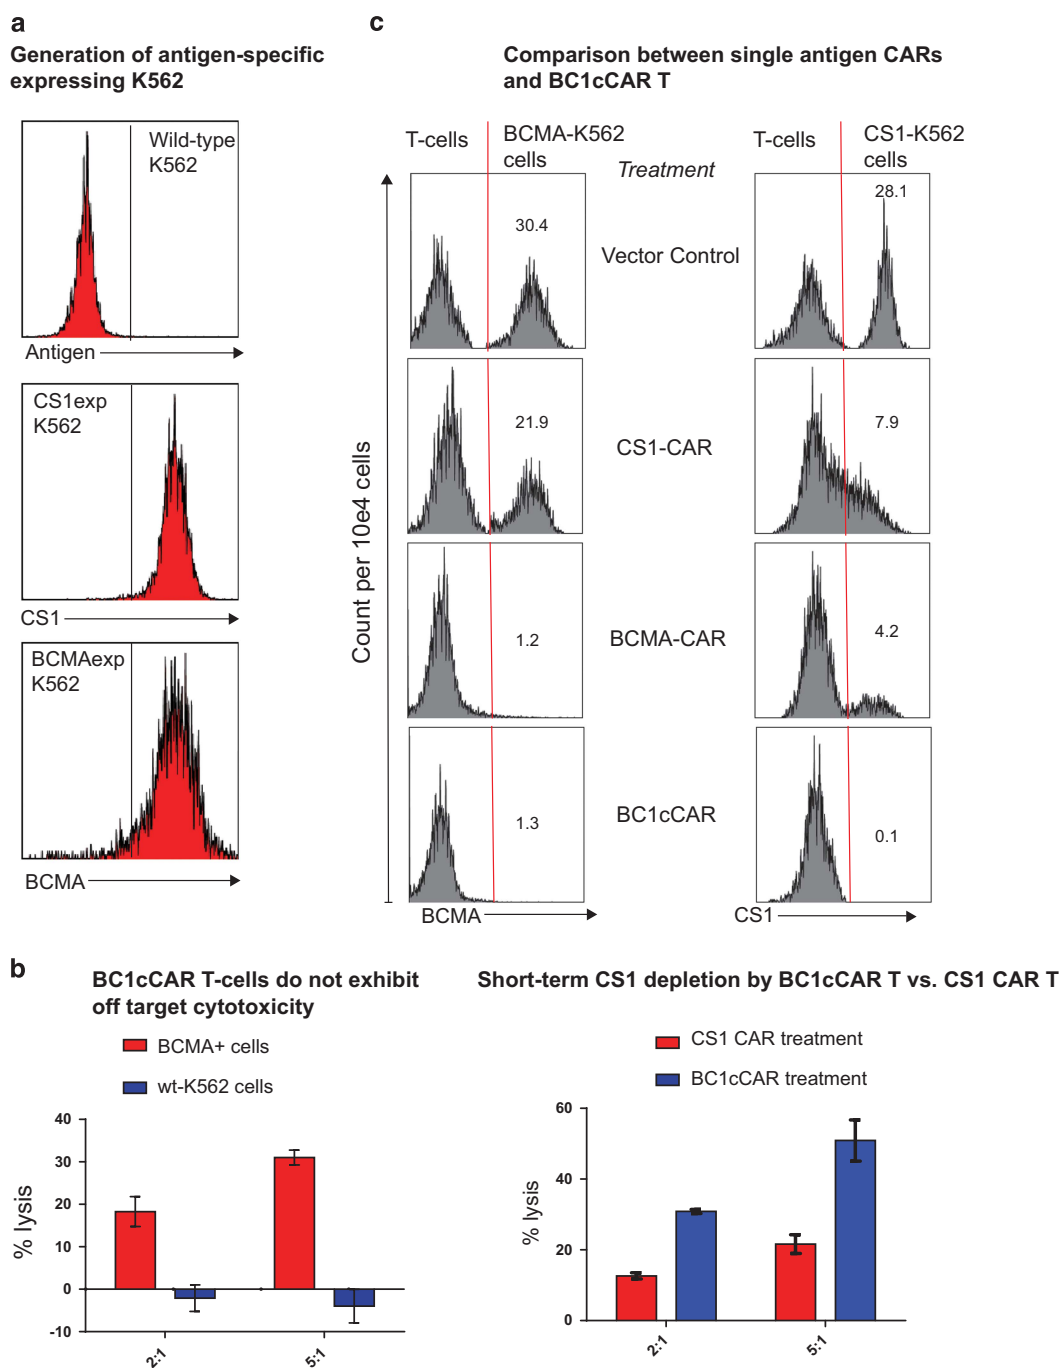 a
Generation of antigen-specific
expressing K562
Wild-type
K562
Antigen
CS1exp
K562
CS1
BCMAexp
K562
BCMA
c
Comparison between single antigen CARs
and BC1cCAR T
T-cells
BCMA-K562
cells
Treatment
T-cells
CS1-K562
cells
Count per 10e4 cells
30.4
Vector Control
28.1
21.9
CS1-CAR
7.9
1.2
BCMA-CAR
4.2
1.3
BC1cCAR
0.1
BCMA
CS1
b
BC1cCAR T-cells do not exhibit
off target cytotoxicity
BCMA+ cells
wt-K562 cells
% lysis
40
30
20
10
0
-10
2:1
5:1
Short-term CS1 depletion by BC1cCAR T vs. CS1 CAR T
CS1 CAR treatment
BC1cCAR treatment
% lysis
60
40
20
0
2:1
5:1